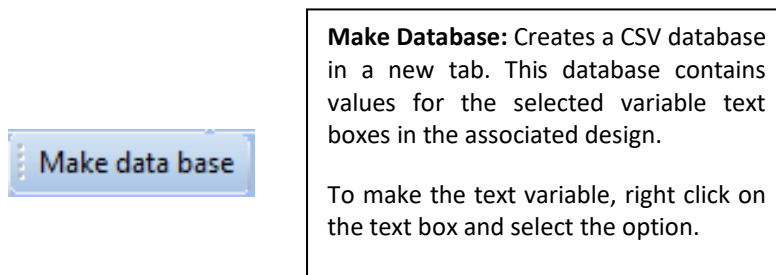 Make data base
Make Database: Creates a CSV database
in a new tab. This database contains
values for the selected variable text
boxes in the associated design.
To make the text variable, right click on
the text box and select the option.